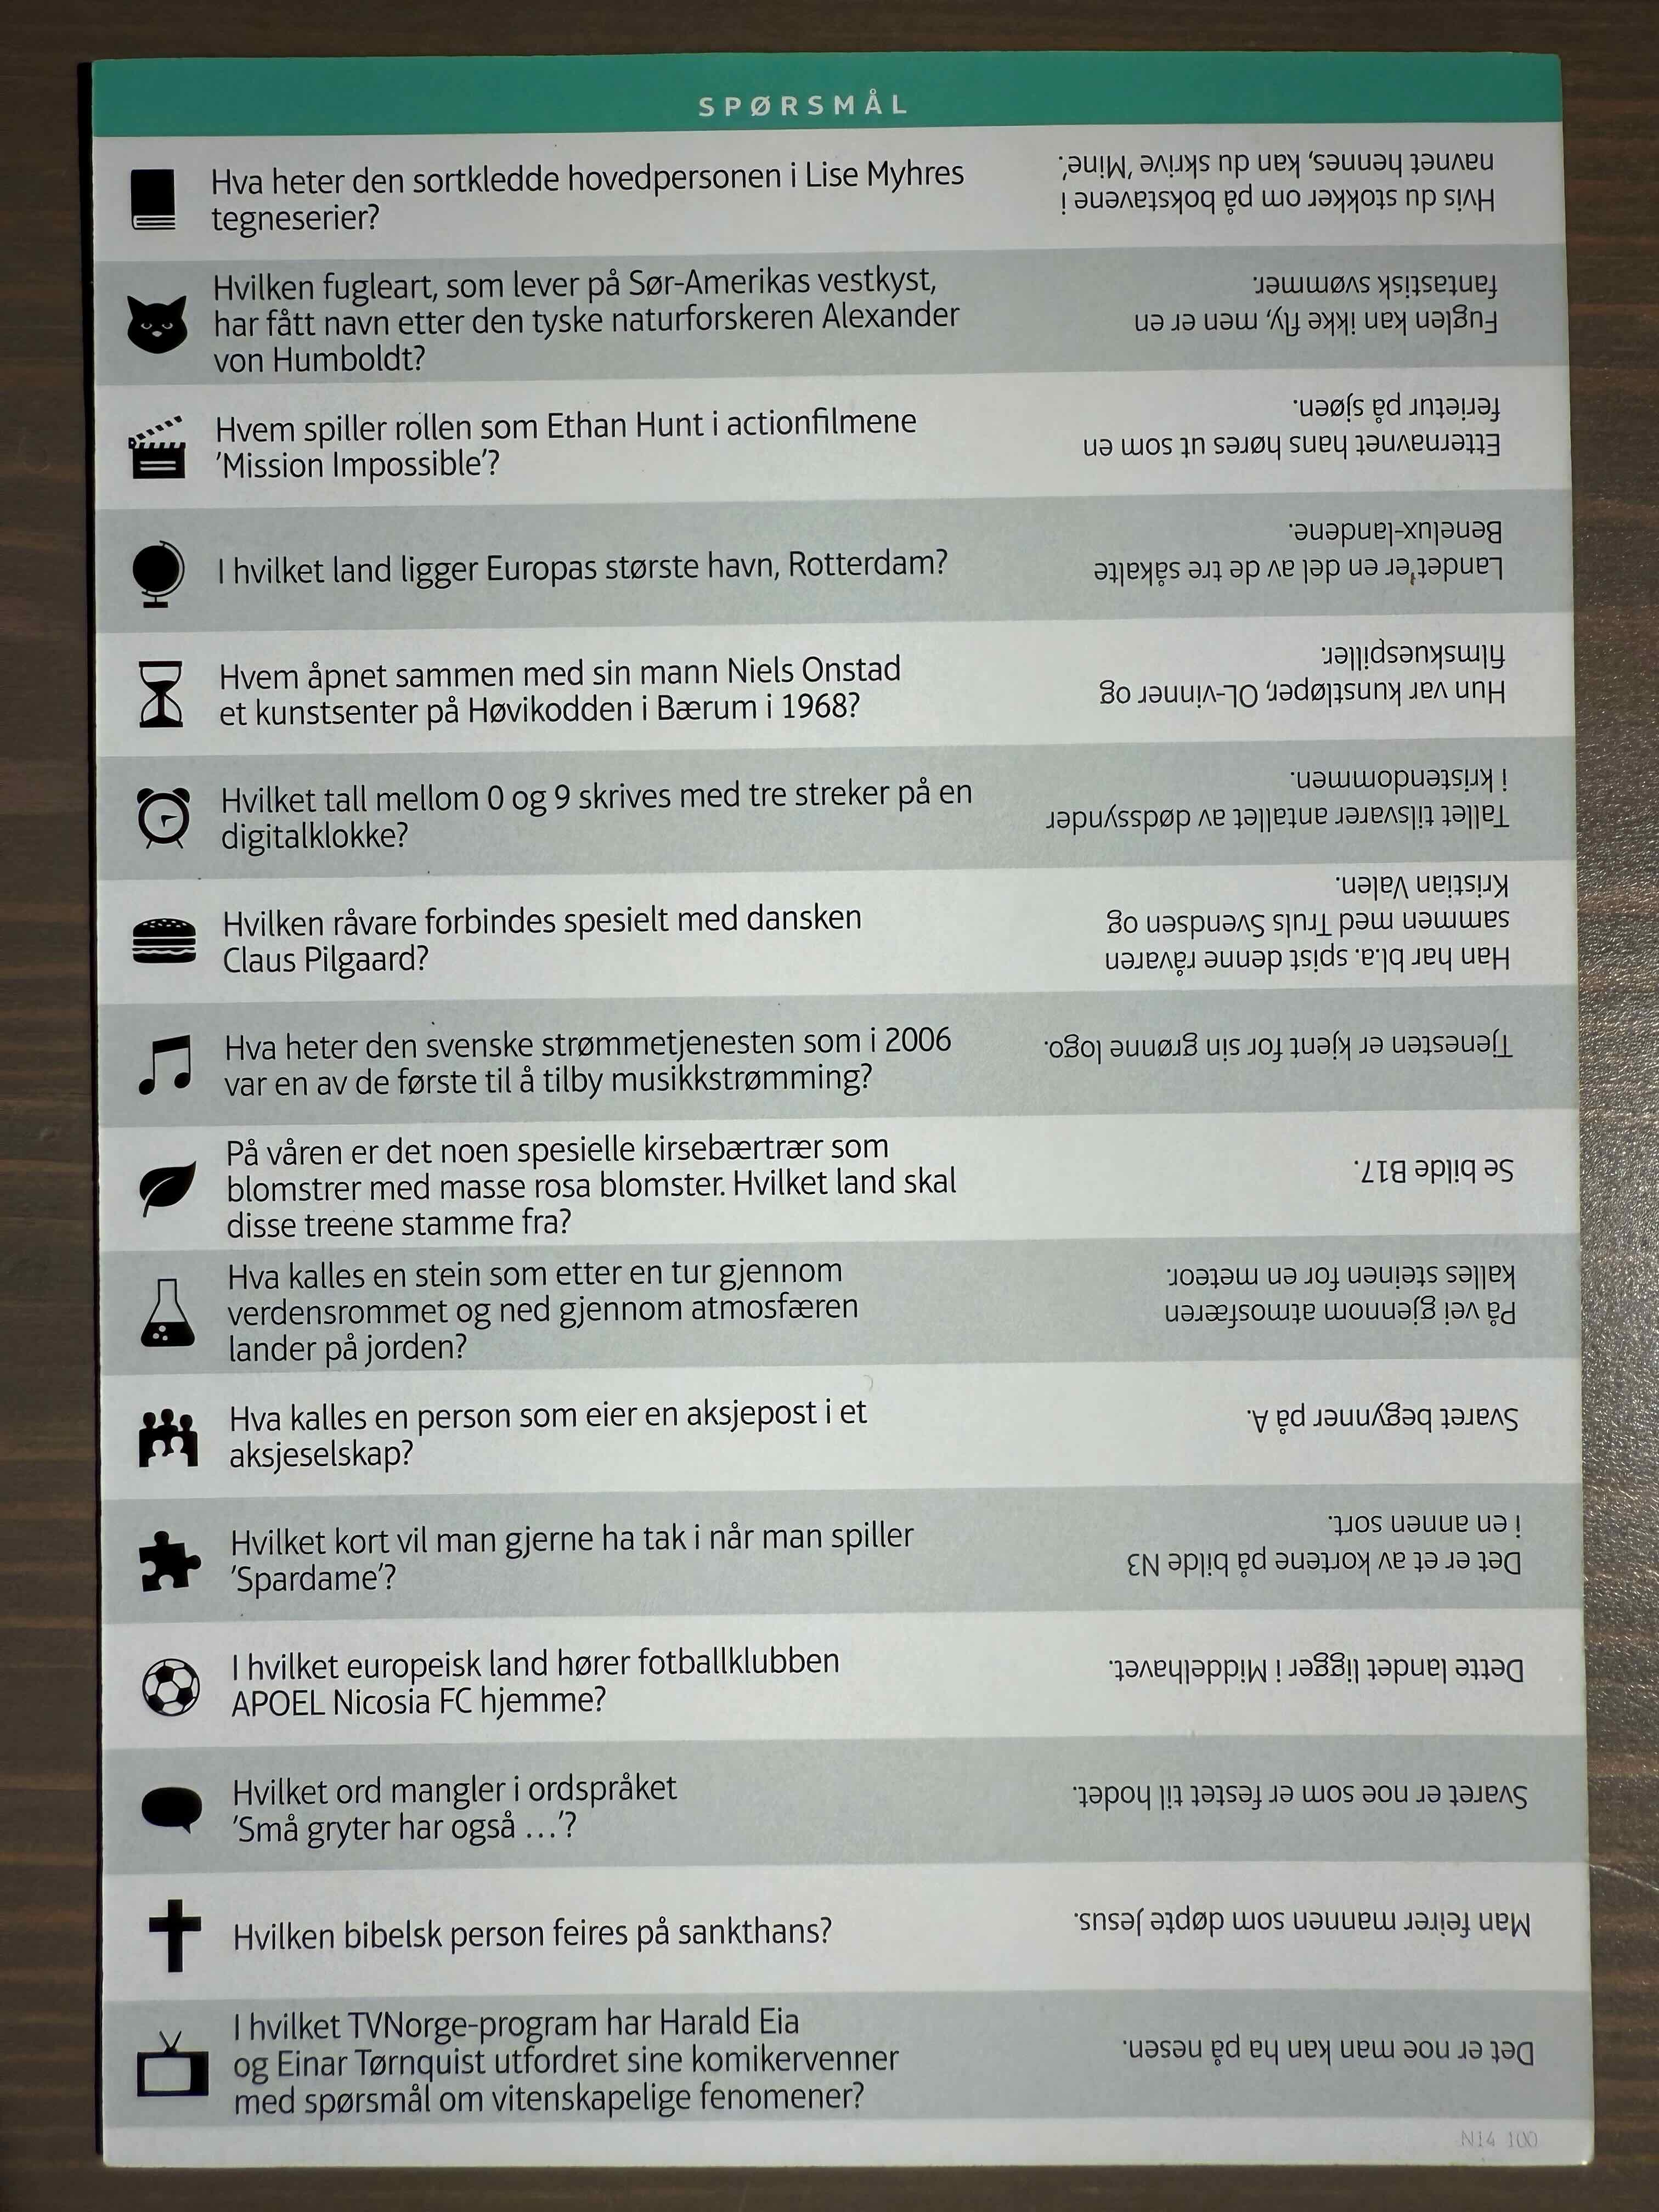 SPØRSMÅL
Hva heter den sortkledde hovedpersonen i Lise Myhres
tegneserier?
Hvis du stokker om på bokstavene i
navnet hennes, kan du skrive 'Mine'.
Hvilken fugleart, som lever på Sør-Amerikas vestkyst,
har fått navn etter den tyske naturforskeren Alexander
von Humboldt?
Fuglen kan ikke fly, men er en
fantastisk svømmer.
Hvem spiller rollen som Ethan Hunt i actionfilmene
'Mission Impossible'?
Etternavnet hans høres ut som en
ferietur på sjøen.
I hvilket land ligger Europas største havn, Rotterdam?
Landet er en del av de tre såkalte
Benelux-landene.
Hvem åpnet sammen med sin mann Niels Onstad
et kunstsenter på Høvikodden i Bærum i 1968?
Hun var kunstløper, OL-vinner og
filmskuespiller.
Hvilket tall mellom 0 og 9 skrives med tre streker på en
digitalklokke?
Tallet tilsvarer antallet av dødssynder
i kristendommen.
Hvilken råvare forbindes spesielt med dansken
Claus Pilgaard?
Han har bl.a. spist denne råvaren
sammen med Truls Svendsen og
Kristian Valen.
Hva heter den svenske strømmetjenesten som i 2006
var en av de første til å tilby musikkstrømming?
Tjenesten er kjent for sin grønne logo.
På våren er det noen spesielle kirsebærtrær som
blomstrer med masse rosa blomster. Hvilket land skal
disse treene stamme fra?
Se bilde B17.
Hva kalles en stein som etter en tur gjennom
verdensrommet og ned gjennom atmosfæren
lander på jorden?
På vei gjennom atmosfæren
kalles steinen for en meteor.
Hva kalles en person som eier en aksjepost i et
aksjeselskap?
Svaret begynner på A.
Hvilket kort vil man gjerne ha tak i når man spiller
'Spardame'?
Det er et av kortene på bilde N3
i en annen sort.
I hvilket europeisk land hører fotballklubben
APOEL Nicosia FC hjemme?
Dette landet ligger i Middelhavet.
Hvilket ord mangler i ordspråket
'Små gryter har også ...'?
Svaret er noe som er festet til hodet.
Hvilken bibelsk person feires på sankthans?
Man feirer mannen som døpte Jesus.
I hvilket TVNorge-program har Harald Eia
og Einar Tørnquist utfordret sine komikervenner
med spørsmål om vitenskapelige fenomener?
Det er noe man kan ha på nesen.
N14 100